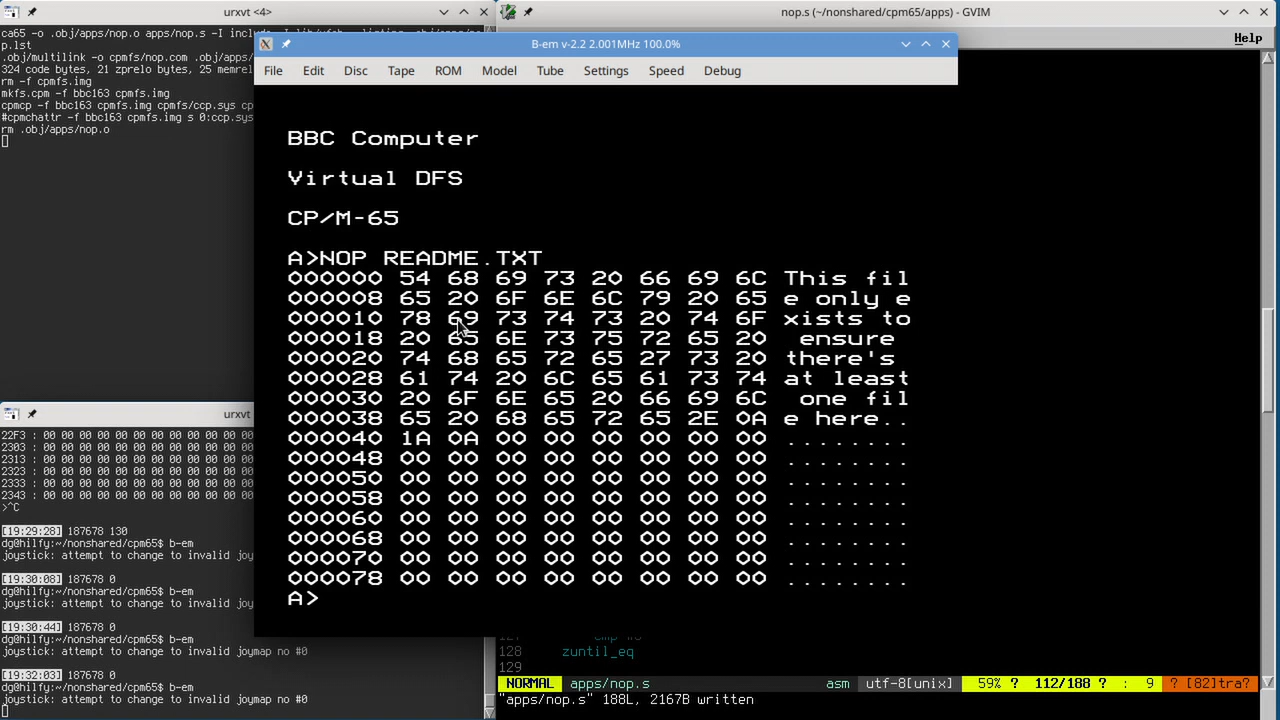 urxvt <4>
ca65 -o .obj/apps/nop.o apps/nop.s -I inclu
p.lst
.obj/multilink -o cpmfs/nop.com .obj/app
324 code bytes, 21 zprelo bytes, 25 memrel
rm -f cpmfs.img
mkfs.cpm -f bbc163 cpmfs.img
cpmcp -f bbc163 cpmfs.img cpmfs/ccp.sys cp
#cpmchattr -f bbc163 cpmfs.img s 0:ccp.sys
rm .obj/apps/nop.o
nop.s (~/nonshared/cpm65/apps) - GVIM
Help
B-em v-2.2 2.001MHz 100.0%
File Edit Disc Tape ROM Model Tube Settings Speed Debug
BBC Computer
Virtual DFS
CP/M-65
A>NOP README.TXT
000000 54 68 69 73 20 66 69 6C This fil
000008 65 20 6F 6E 6C 79 20 65 e only e
000010 78 69 73 74 73 20 74 6F xists to
000018 20 65 6E 73 75 72 65 20  ensure 
000020 74 68 65 72 65 27 73 20 there's 
000028 61 74 20 6C 65 61 73 74 at least
000030 20 6F 6E 65 20 66 69 6C  one fil
000038 65 20 68 65 72 65 2E 0A e here..
000040 1A 0A 00 00 00 00 00 00 ........
000048 00 00 00 00 00 00 00 00 ........
000050 00 00 00 00 00 00 00 00 ........
000058 00 00 00 00 00 00 00 00 ........
000060 00 00 00 00 00 00 00 00 ........
000068 00 00 00 00 00 00 00 00 ........
000070 00 00 00 00 00 00 00 00 ........
000078 00 00 00 00 00 00 00 00 ........
A>
urxvt
22F3 : 00 00 00 00 00 00 00 00 00 00 00
2303 : 00 00 00 00 00 00 00 00 00 00 00
2313 : 00 00 00 00 00 00 00 00 00 00 00
2323 : 00 00 00 00 00 00 00 00 00 00 00
2333 : 00 00 00 00 00 00 00 00 00 00 00
2343 : 00 00 00 00 00 00 00 00 00 00 00
>^C
[19:29:28] 187678 130
dg@hilfy:~/nonshared/cpm65$ b-em
joystick: attempt to change to invalid joy
[19:30:08] 187678 0
dg@hilfy:~/nonshared/cpm65$ b-em
joystick: attempt to change to invalid joy
[19:30:44] 187678 0
dg@hilfy:~/nonshared/cpm65$ b-em
joystick: attempt to change to invalid joymap no #0
[19:32:03] 187678 0
dg@hilfy:~/nonshared/cpm65$ b-em
joystick: attempt to change to invalid joymap no #0
128 zuntil_eq
129
NORMAL apps/nop.s asm utf-8[unix] 59% ? 112/188 ? : 9 ? [82]tra?
"apps/nop.s" 188L, 2167B written